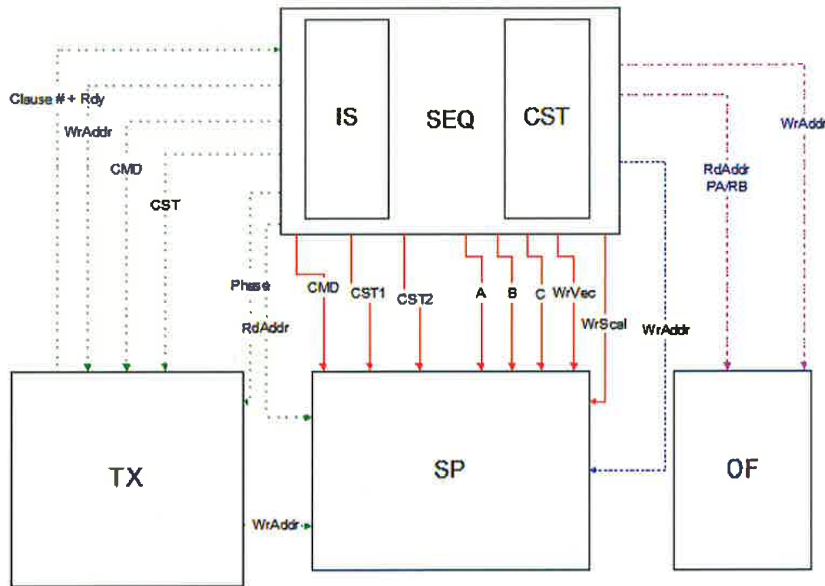 Clause # + Rdy
WrAddr
CMD
CST
IS
SEQ
CST
WrAddr
RdAddr
PA/RB
Phase
RdAddr
CMD
CST1
CST2
A
B
C
WrVec
WrScal
WrAddr
TX
SP
OF
WrAddr